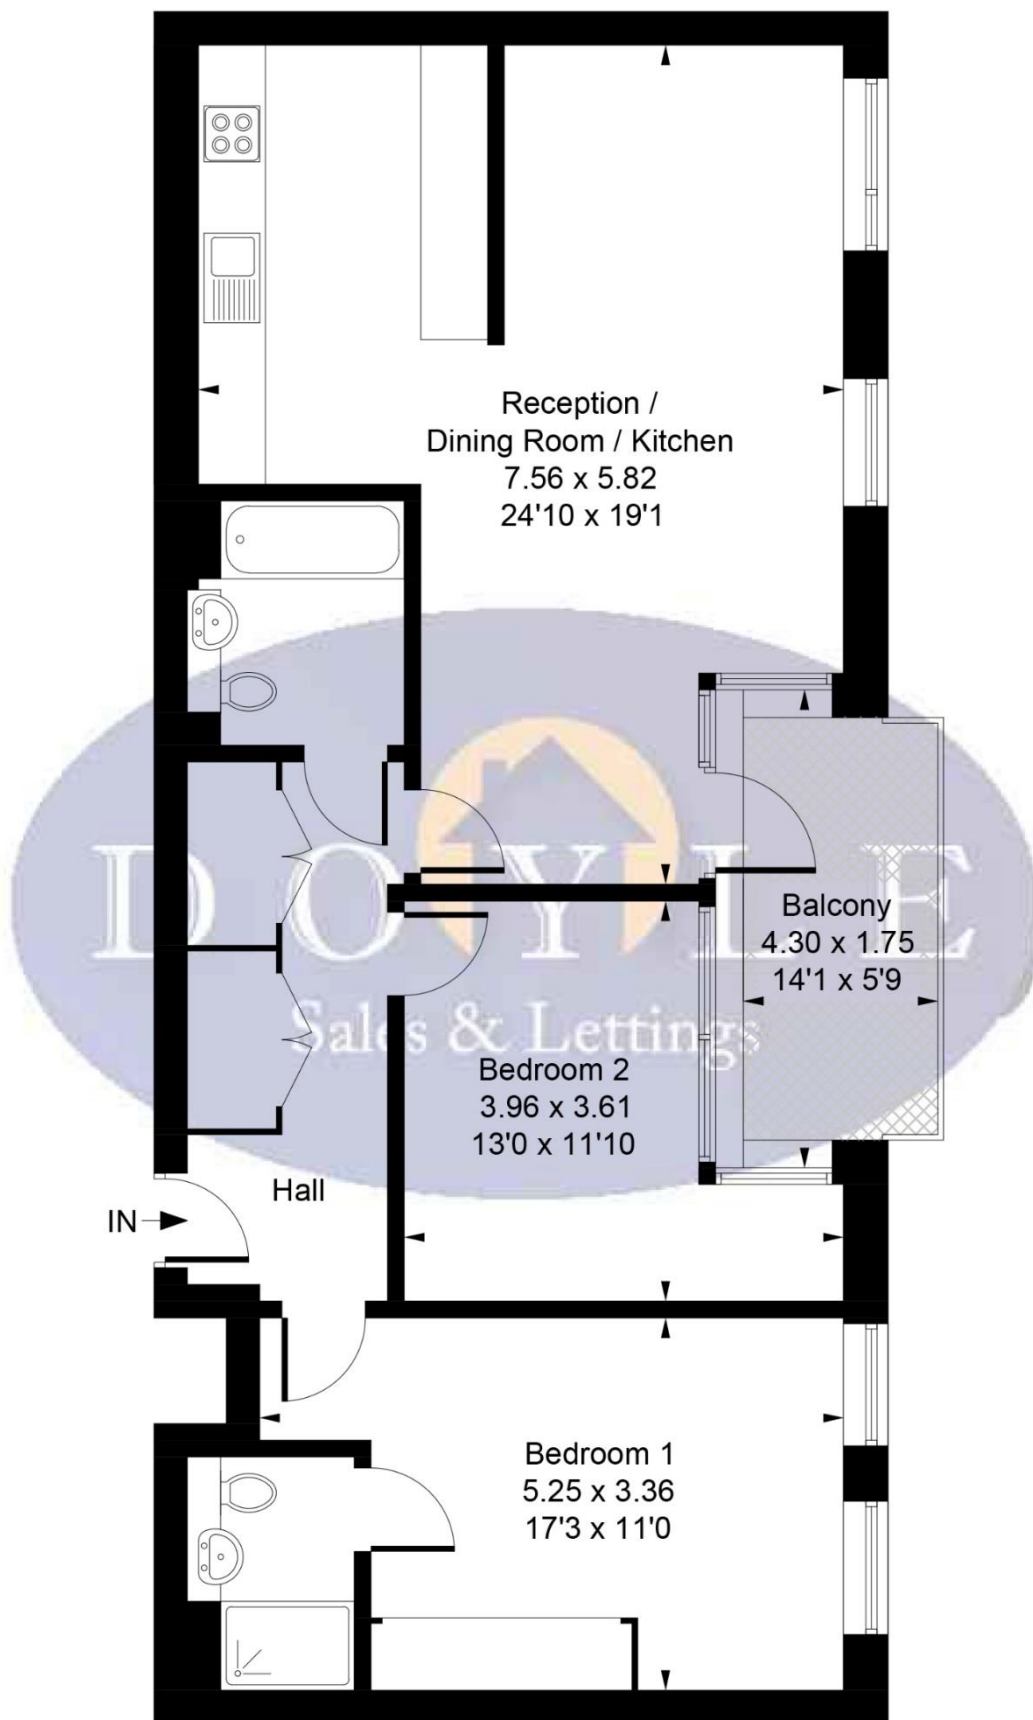 Reception /
Dining Room / Kitchen
7.56 x 5.82
24'10 x 19'1
DOYLE
Sales & Lettings
Balcony
4.30 x 1.75
14'1 x 5'9
Bedroom 2
3.96 x 3.61
13'0 x 11'10
Hall
IN
Bedroom 1
5.25 x 3.36
17'3 x 11'0